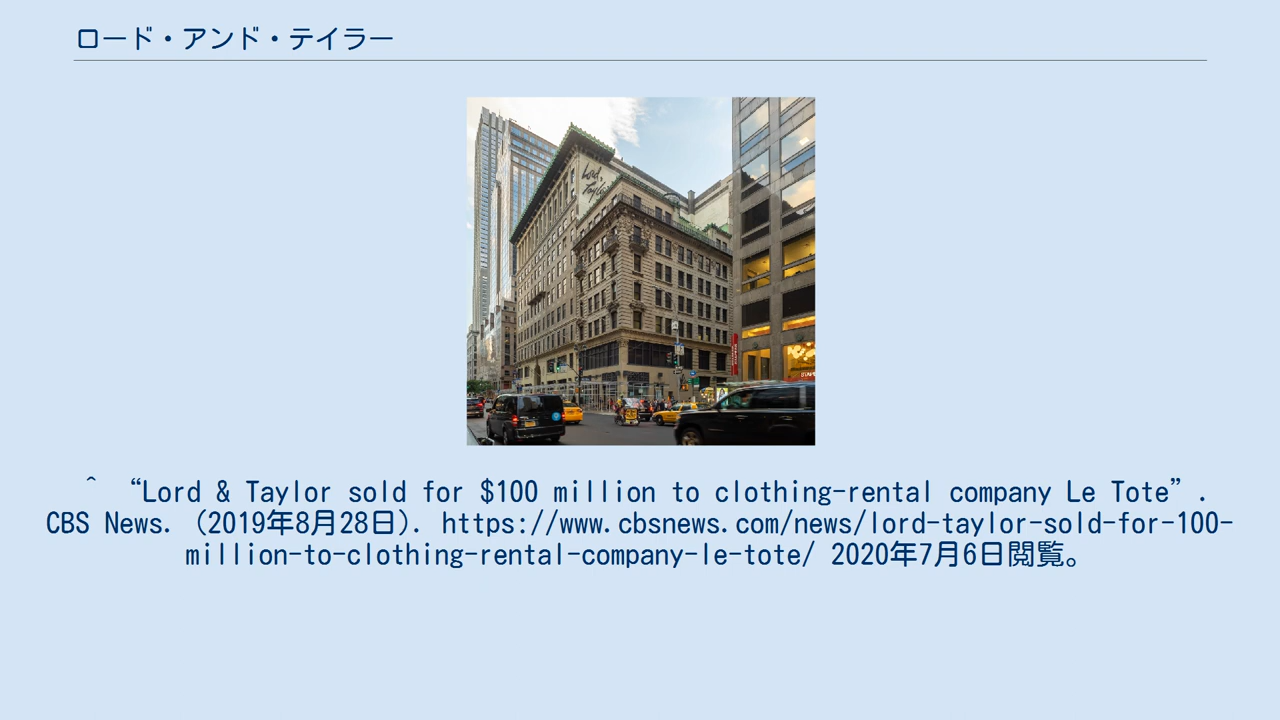 ロード・アンド・テイラー
Lord &
Taylor
^ “Lord & Taylor sold for $100 million to clothing-rental company Le Tote”.
CBS News. (2019年8月28日). https://www.cbsnews.com/news/lord-taylor-sold-for-100-
million-to-clothing-rental-company-le-tote/ 2020年7月6日閲覧。